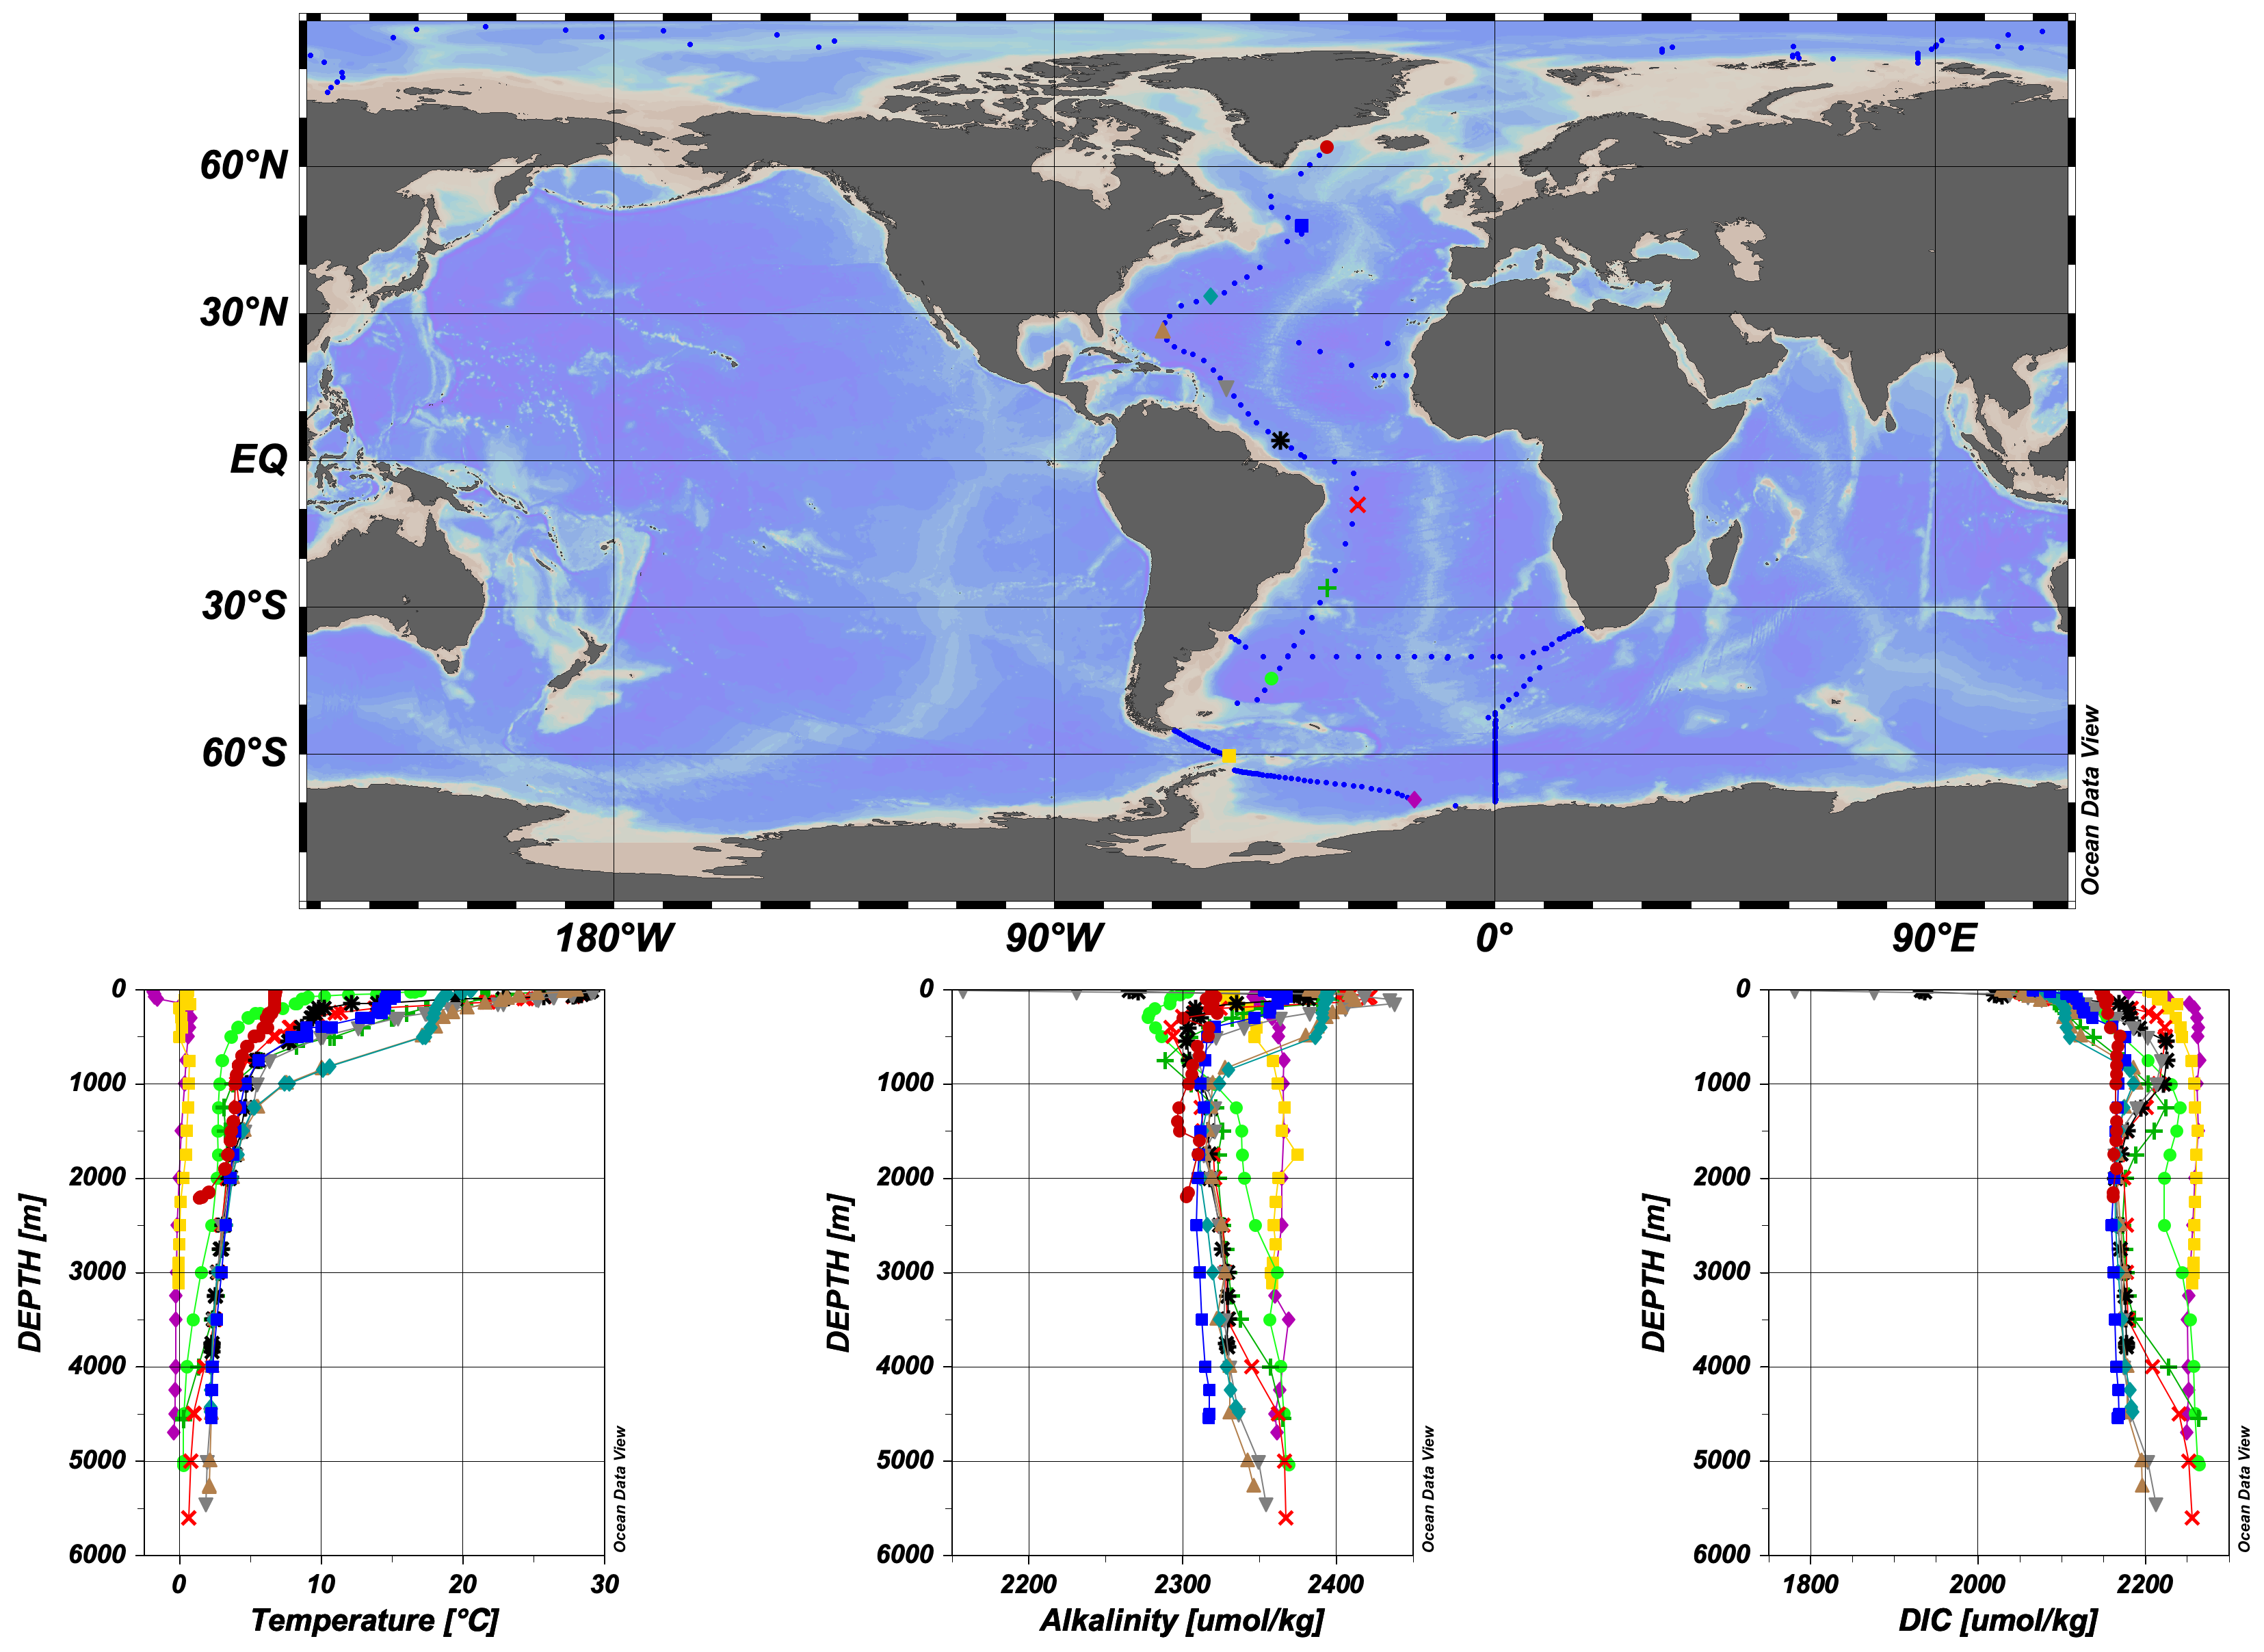 60°N
30°N
EQ
30°S
60°S
Ocean Data View
180°W
90°W
0°
90°E
0
1000
2000
3000
4000
5000
6000
DEPTH [m]
0
10
20
30
Temperature [°C]
Ocean Data View
0
1000
2000
3000
4000
5000
6000
DEPTH [m]
2200
2300
2400
Alkalinity [umol/kg]
Ocean Data View
0
1000
2000
3000
4000
5000
6000
DEPTH [m]
1800
2000
2200
DIC [umol/kg]
Ocean Data View